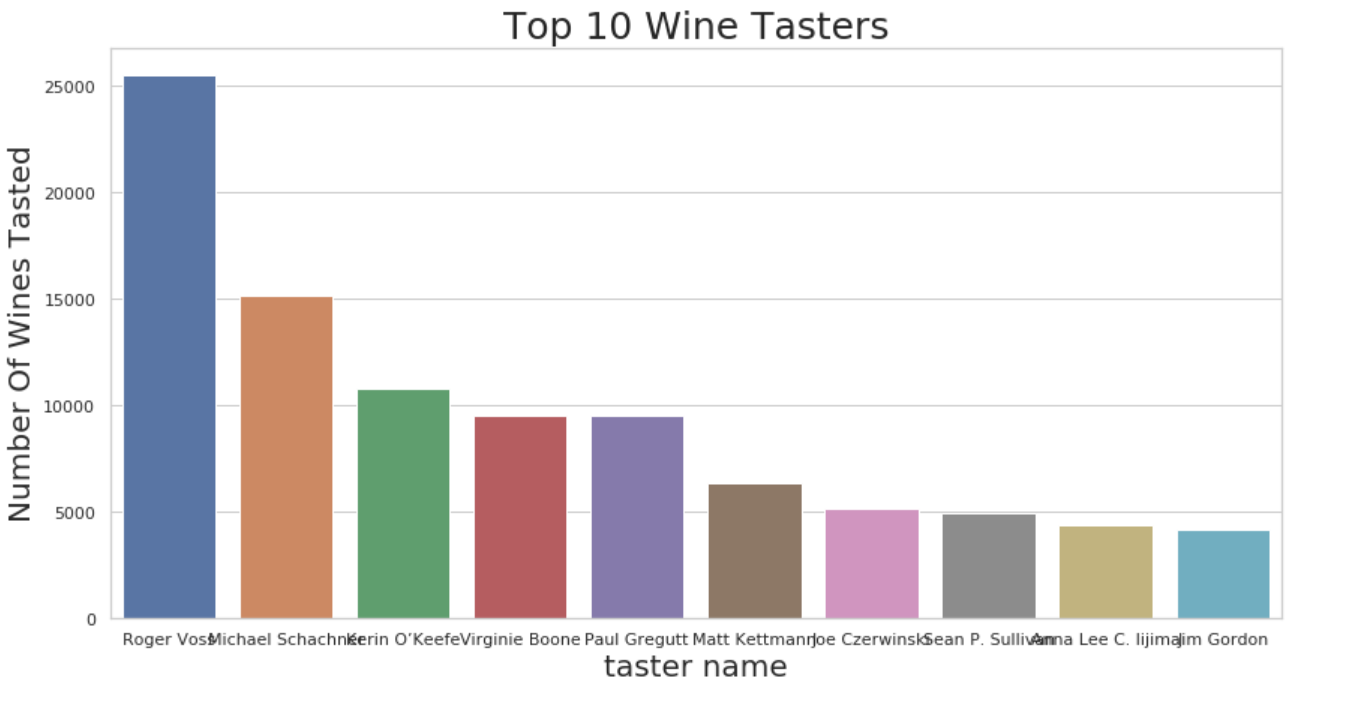 Top 10 Wine Tasters
Number Of Wines Tasted
25000
20000
15000
10000
5000
0
Roger Voss Michael Schachner Kerin O’Keefe Virginie Boone Paul Gregutt Matt Kettmann Joe Czerwinski Sean P. Sullivan Anna Lee C. Iijima Jim Gordon
taster name